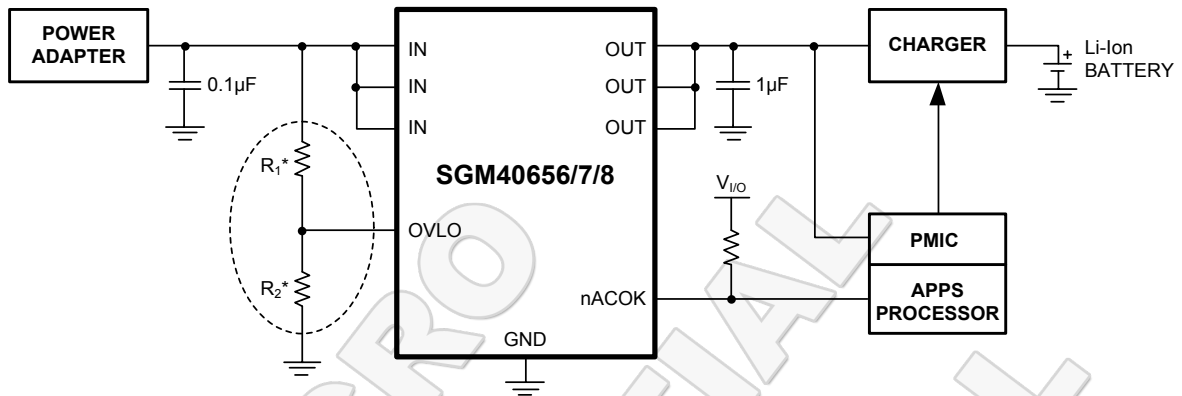 POWER
ADAPTER
0.1µF
R₁*
R₂*
IN
IN
IN
OVLO
SGM40656/7/8
OUT
OUT
OUT
nACOK
GND
1µF
V_I/O
CHARGER
Li-Ion
BATTERY
+
PMIC
APPS
PROCESSOR